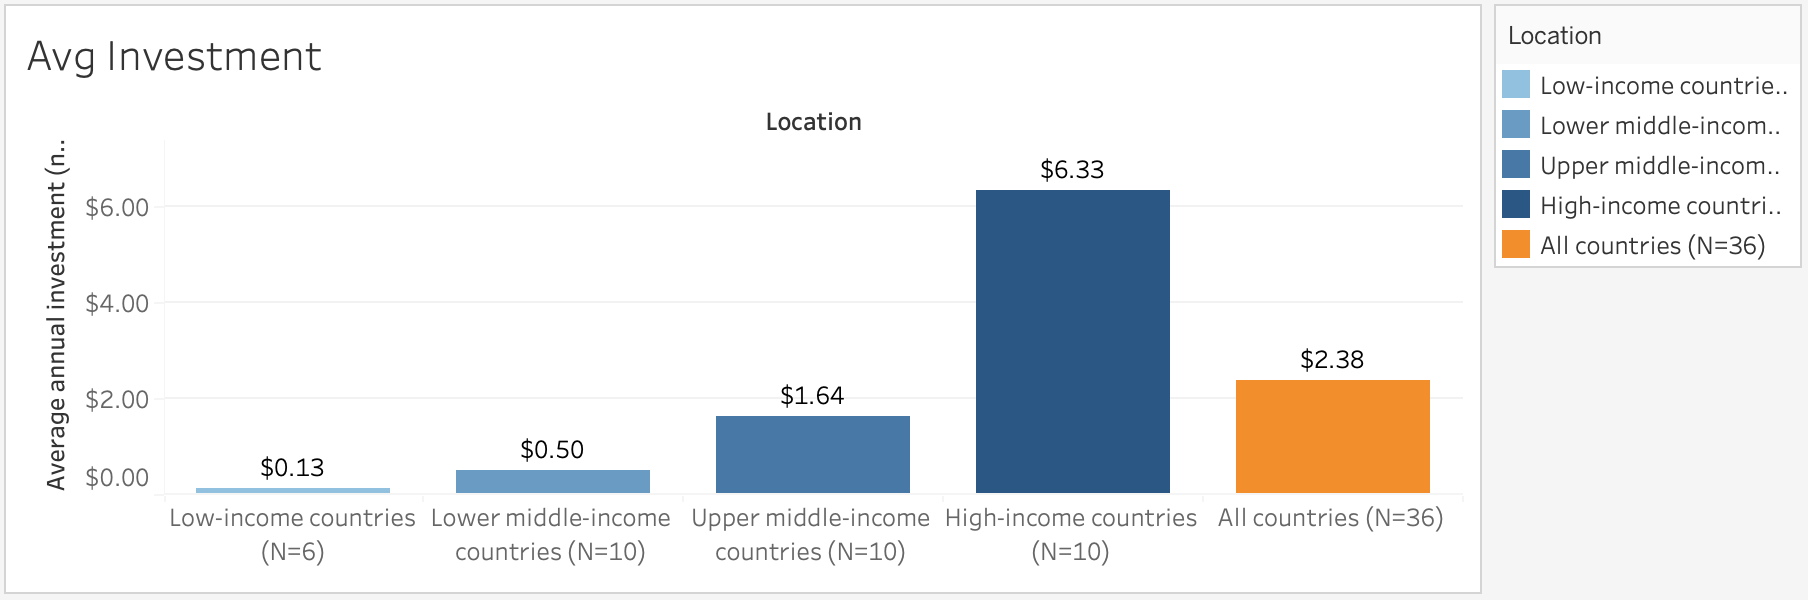 Avg Investment
Location
Average annual investment (n..
$6.00
$4.00
$2.00
$0.00
$0.13
$0.50
$1.64
$6.33
$2.38
Low-income countries
(N=6)
Lower middle-income
countries (N=10)
Upper middle-income
countries (N=10)
High-income countries
(N=10)
All countries (N=36)
Location
Low-income countrie..
Lower middle-incom..
Upper middle-incom..
High-income countri..
All countries (N=36)